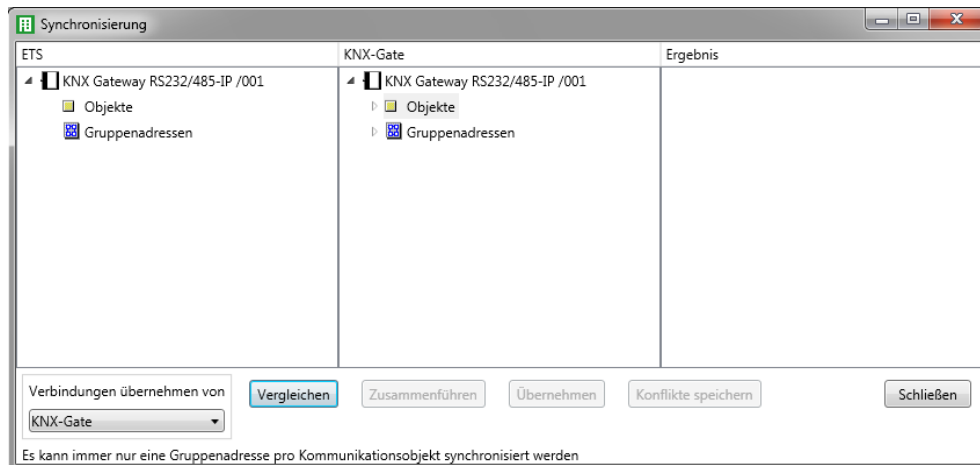 Synchronisierung
ETS
KNX-Gate
Ergebnis
KNX Gateway RS232/485-IP /001
Objekte
Gruppenadressen
KNX Gateway RS232/485-IP /001
Objekte
Gruppenadressen
Verbindungen übernehmen von
KNX-Gate
Vergleichen
Zusammenführen
Übernehmen
Konflikte speichern
Schließen
Es kann immer nur eine Gruppenadresse pro Kommunikationsobjekt synchronisiert werden